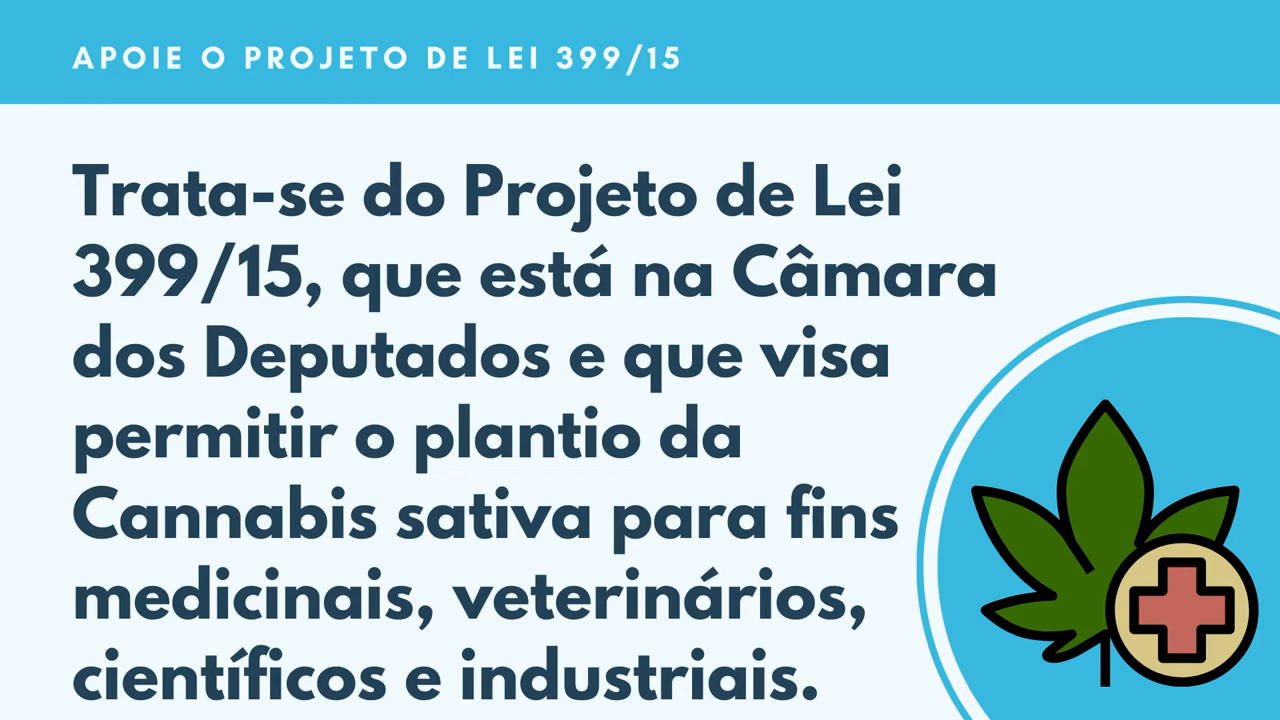 APOIE O PROJETO DE LEI 399/15
Trata-se do Projeto de Lei
399/15, que está na Câmara
dos Deputados e que visa
permitir o plantio da
Cannabis sativa para fins
medicinais, veterinários,
científicos e industriais.